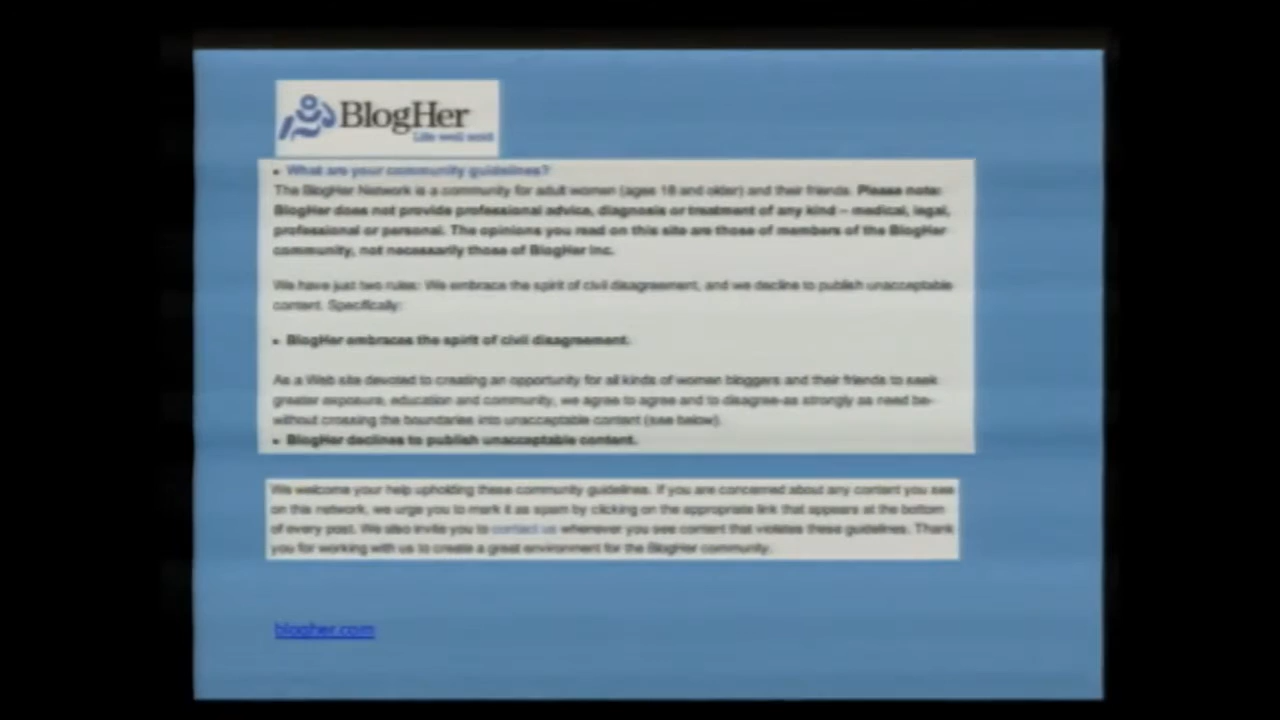 BlogHer
Life well said
• What are your community guidelines?
The BlogHer Network is a community for adult women (ages 18 and older) and their friends. Please note:
BlogHer does not provide professional advice, diagnosis or treatment of any kind – medical, legal,
professional or personal. The opinions you read on this site are those of members of the BlogHer
community, not necessarily those of BlogHer Inc.
We have just two rules: We embrace the spirit of civil disagreement, and we decline to publish unacceptable
content. Specifically:
• BlogHer embraces the spirit of civil disagreement.
As a Web site devoted to creating an opportunity for all kinds of women bloggers and their friends to seek
greater exposure, education and community, we agree to agree and to disagree-as strongly as need be-
without crossing the boundaries into unacceptable content (see below).
• BlogHer declines to publish unacceptable content.
We welcome your help upholding these community guidelines. If you are concerned about any content you see
on this network, we urge you to mark it as spam by clicking on the appropriate link that appears at the bottom
of every post. We also invite you to contact us whenever you see content that violates these guidelines. Thank
you for working with us to create a great environment for the BlogHer community.
blogher.com